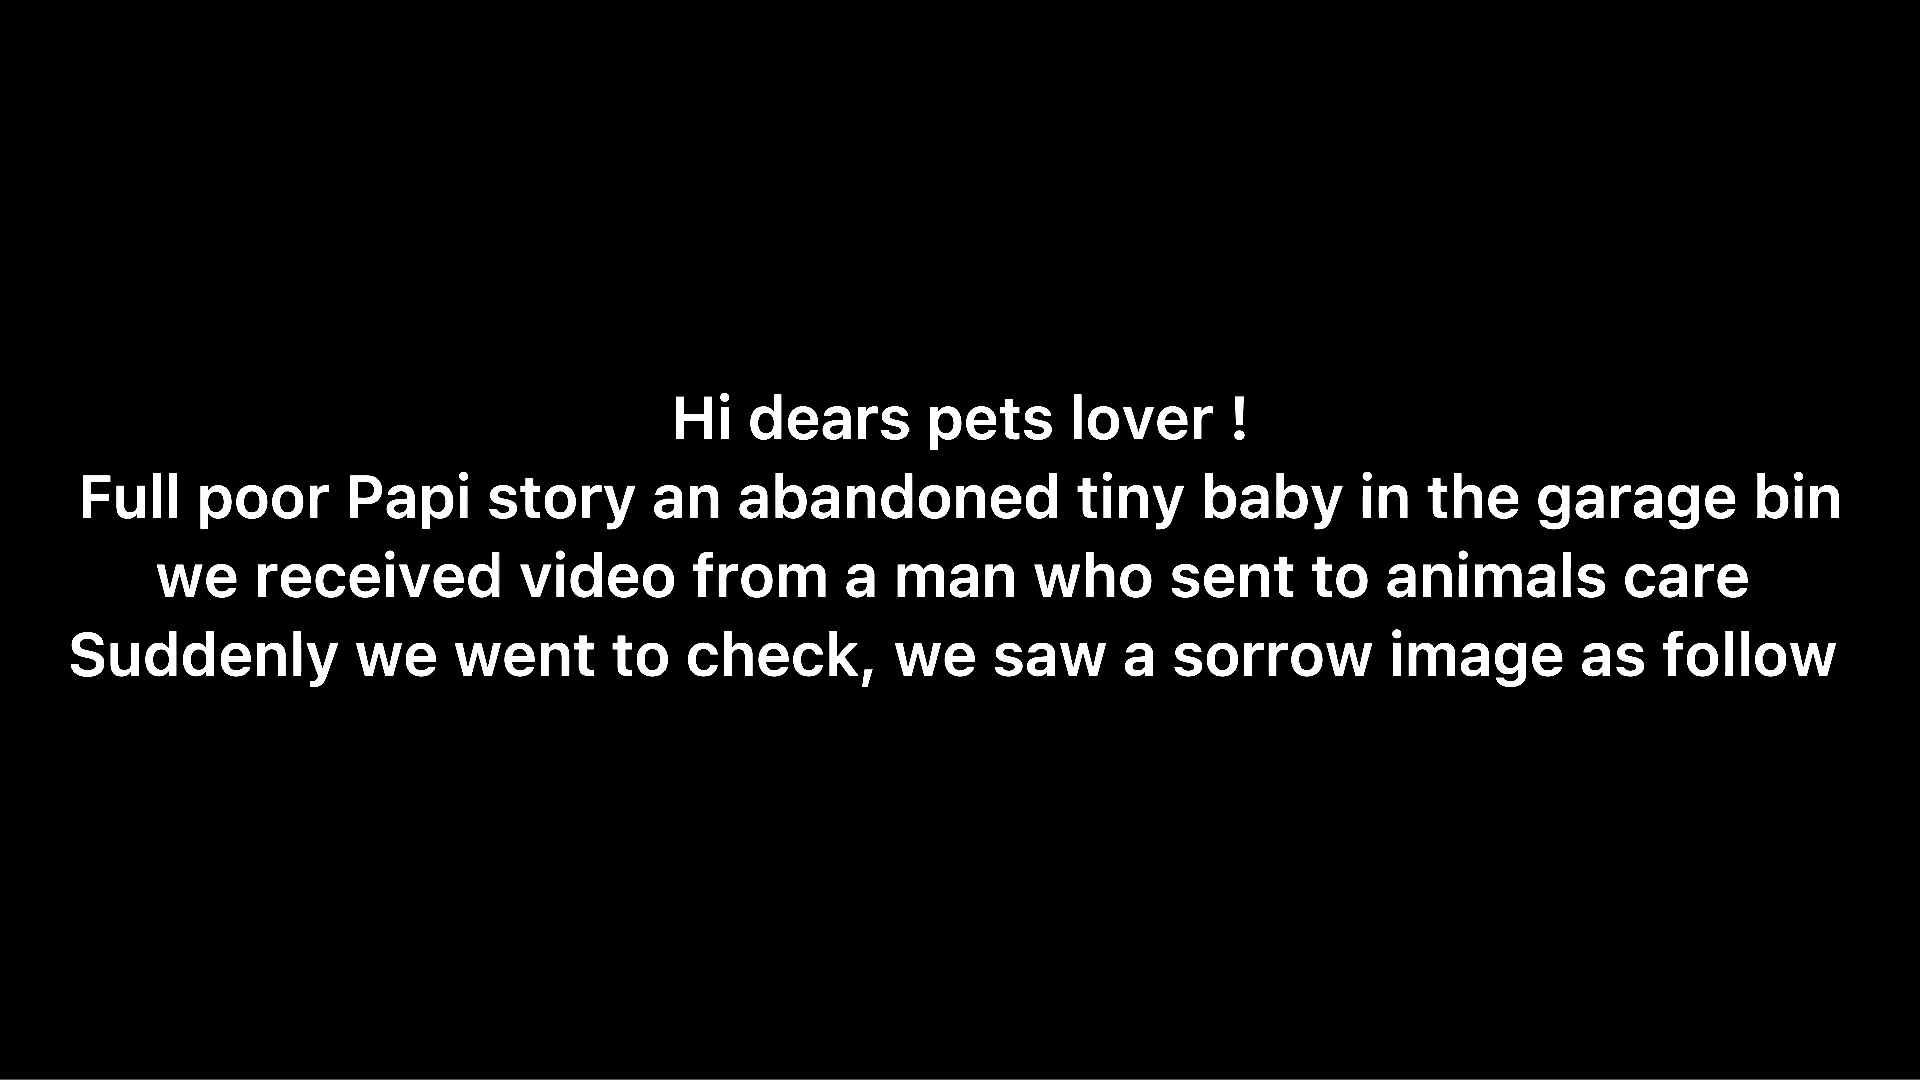 Hi dears pets lover !
Full poor Papi story an abandoned tiny baby in the garage bin
we received video from a man who sent to animals care
Suddenly we went to check, we saw a sorrow image as follow